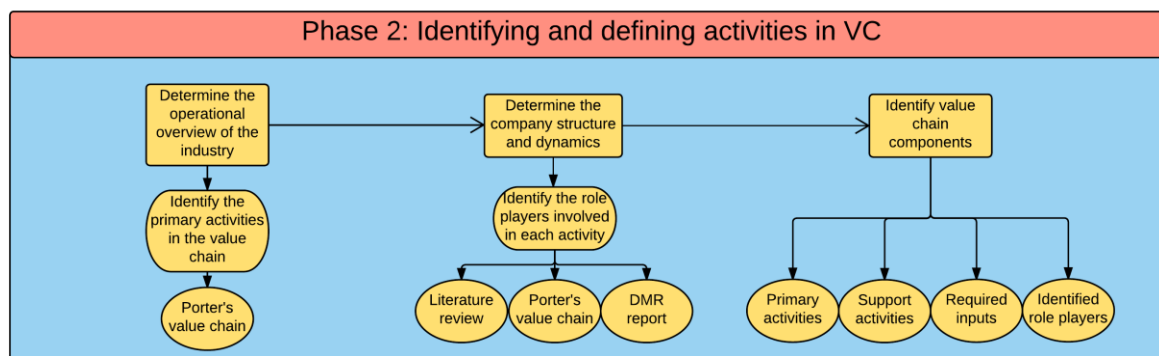 Phase 2: Identifying and defining activities in VC
Determine the
operational
overview of the
industry
Determine the
company structure
and dynamics
Identify value
chain
components
Identify the
primary activities
in the value
chain
Identify the role
players involved
in each activity
Porter's
value chain
Literature
review
Porter's
value chain
DMR
report
Primary
activities
Support
activities
Required
inputs
Identified
role players